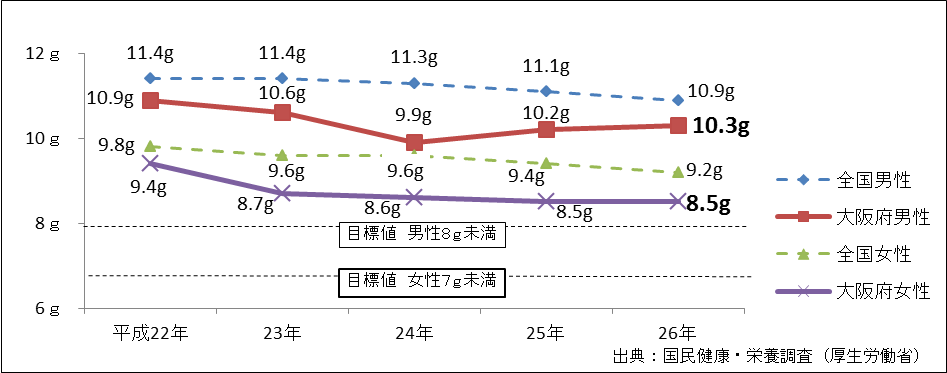 12g
11.4g
11.4g
11.3g
11.1g
10.9g
10.9g
10.6g
9.9g
10.2g
10.3g
10g
9.8g
9.6g
9.6g
9.4g
9.2g
9.4g
8.7g
8.6g
8.5g
8.5g
8g
目標値 男性8g未満
目標値 女性7g未満
6g
平成22年
23年
24年
25年
26年
全国男性
大阪府男性
全国女性
大阪府女性
出典：国民健康・栄養調査（厚生労働省）